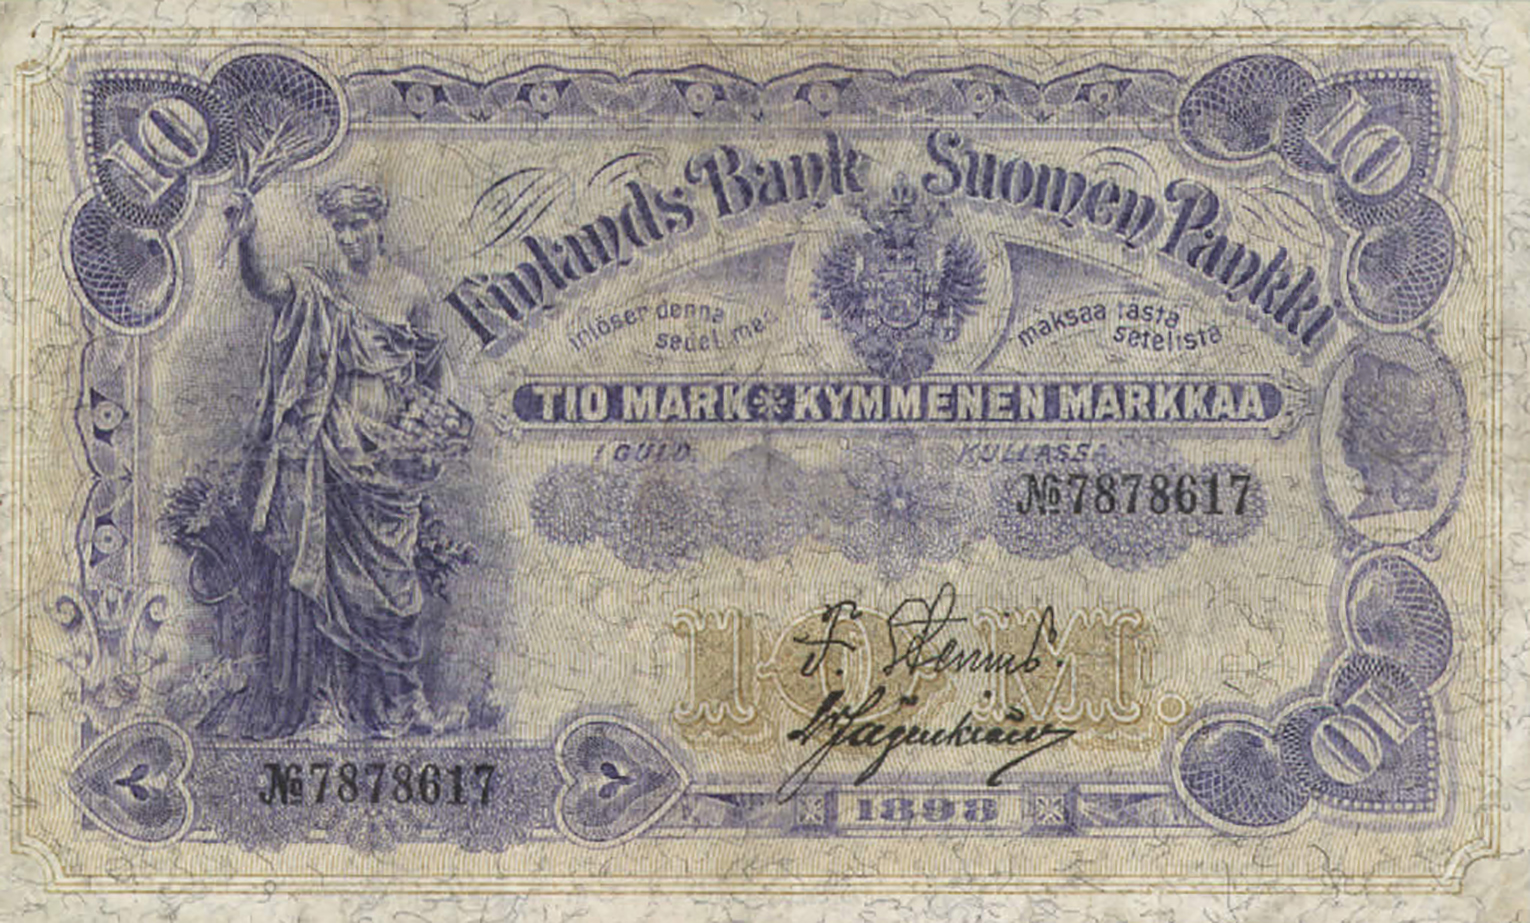 10
10
Finlands Bank Suomen Pankki
inlöser denna
sedel med
maksaa tästä
setelistä
TIO MARK * KYMMENEN MARKKAA
I GULD. KULLASSA.
№7878617
10 M.
F.
№7878617
1898
10